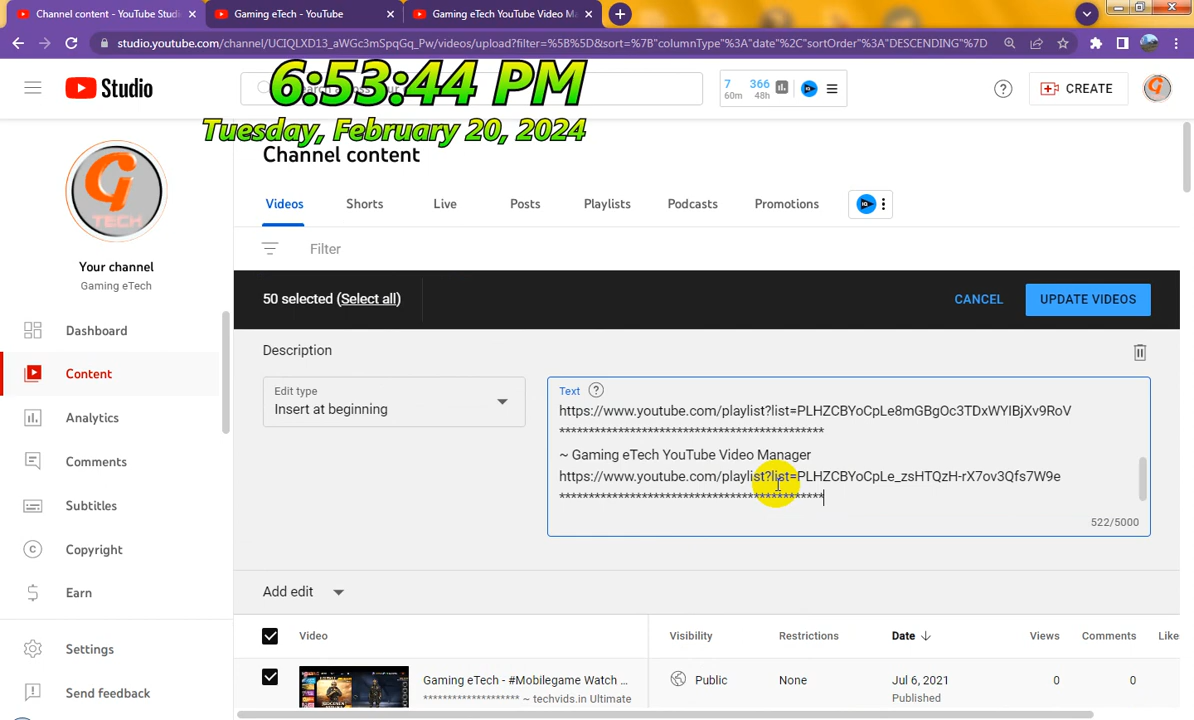 Channel content - YouTube Studi
Gaming eTech - YouTube
Gaming eTech YouTube Video Ma
studio.youtube.com/channel/UCIQLXD13_aWGc3mSpqGq_Pw/videos/upload?filter=%5B%5D&sort=%7B"columnType"%3A"date"%2C"sortOrder"%3A"DESCENDING"%7D
Studio
6:53:44 PM
Tuesday, February 20, 2024
7
60m
366
48h
CREATE
G
TECH
Your channel
Gaming eTech
Dashboard
Content
Analytics
Comments
Subtitles
Copyright
Earn
Settings
Send feedback
Channel content
Videos Shorts Live Posts Playlists Podcasts Promotions
Filter
50 selected (Select all)
CANCEL UPDATE VIDEOS
Description
Edit type
Insert at beginning
Text
https://www.youtube.com/playlist?list=PLHZCBYoCpLe8mGBgOc3TDxWYIBjXv9RoV
*********************************************
~ Gaming eTech YouTube Video Manager
https://www.youtube.com/playlist?list=PLHZCBYoCpLe_zsHTQzH-rX7ov3Qfs7W9e
*********************************************
522/5000
Add edit
Video Visibility Restrictions Date Views Comments Like
Gaming eTech - #Mobilegame Watch ... Public None Jul 6, 2021 0 0
******************** ~ techvids.in Ultimate Published